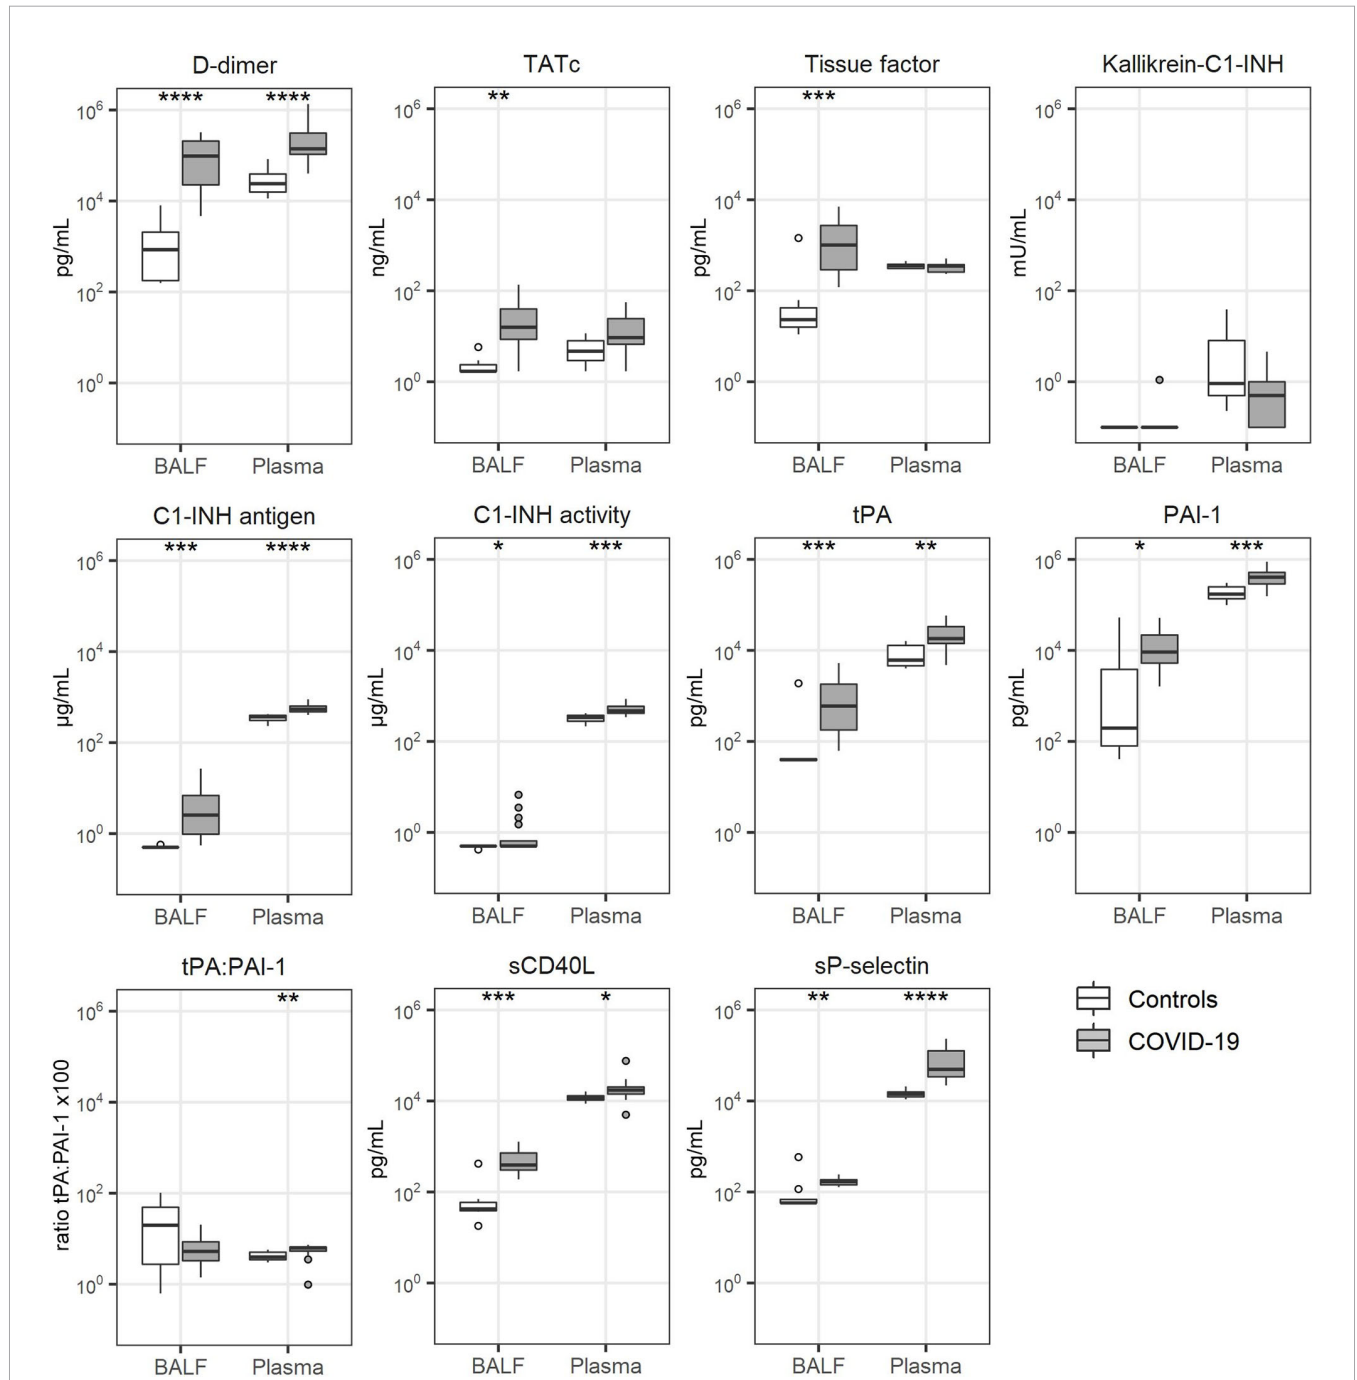 D-dimer TATc Tissue factor Kallikrein-C1-INH
**** **** ** ***
10⁶ 10⁶ 10⁶ 10⁶
10⁴ 10⁴ 10⁴ 10⁴
pg/mL ng/mL pg/mL mU/mL
10² 10² 10² 10²
10⁰ 10⁰ 10⁰ 10⁰
BALF Plasma BALF Plasma BALF Plasma BALF Plasma
C1-INH antigen C1-INH activity tPA PAI-1
*** **** * *** *** ** * ***
10⁶ 10⁶ 10⁶ 10⁶
10⁴ 10⁴ 10⁴ 10⁴
µg/mL µg/mL pg/mL pg/mL
10² 10² 10² 10²
10⁰ 10⁰ 10⁰ 10⁰
BALF Plasma BALF Plasma BALF Plasma BALF Plasma
tPA:PAI-1 sCD40L sP-selectin
** *** * ** ****
Controls
COVID-19
10⁶ 10⁶ 10⁶
10⁴ 10⁴ 10⁴
ratio tPA:PAI-1 x100 pg/mL pg/mL
10² 10² 10²
10⁰ 10⁰ 10⁰
BALF Plasma BALF Plasma BALF Plasma